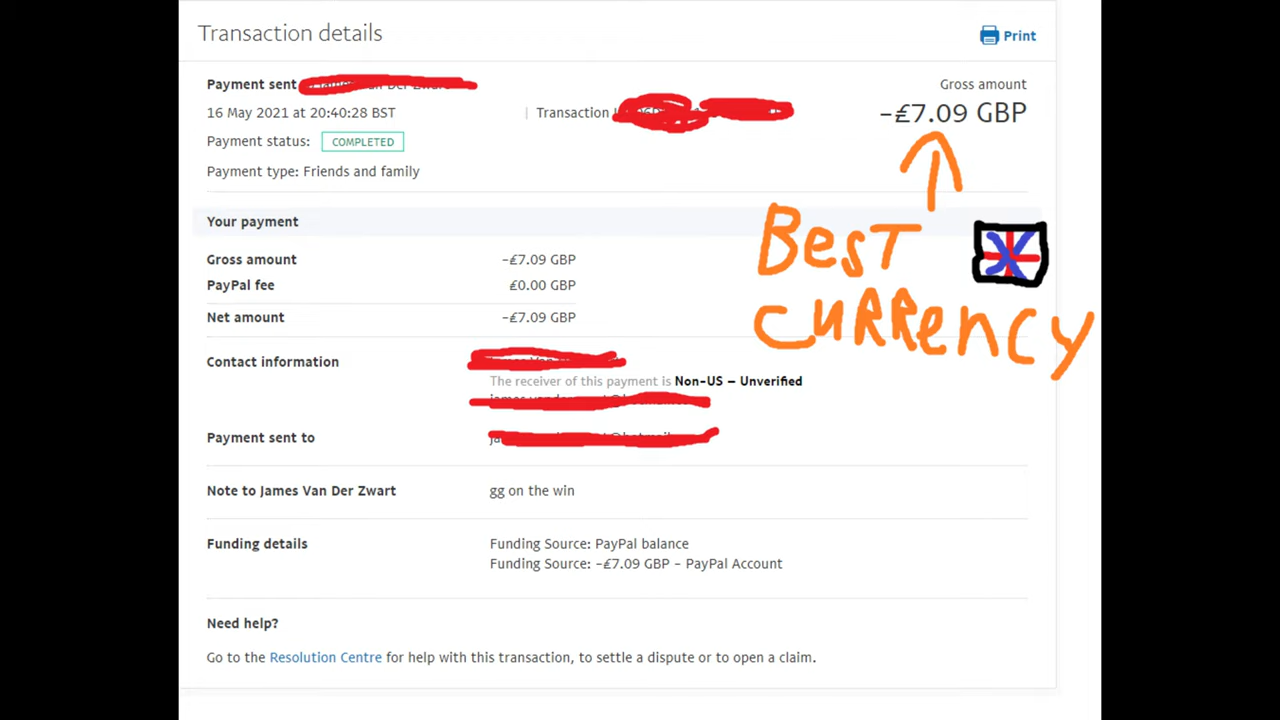 Transaction details
Print
Payment sent
Gross amount
16 May 2021 at 20:40:28 BST
Transaction
-£7.09 GBP
Payment status: COMPLETED
Payment type: Friends and family
Your payment
BEST
CURRENCY
Gross amount -£7.09 GBP
PayPal fee £0.00 GBP
Net amount -£7.09 GBP
Contact information
The receiver of this payment is Non-US – Unverified
Payment sent to
Note to James Van Der Zwart gg on the win
Funding details Funding Source: PayPal balance
Funding Source: -£7.09 GBP - PayPal Account
Need help?
Go to the Resolution Centre for help with this transaction, to settle a dispute or to open a claim.